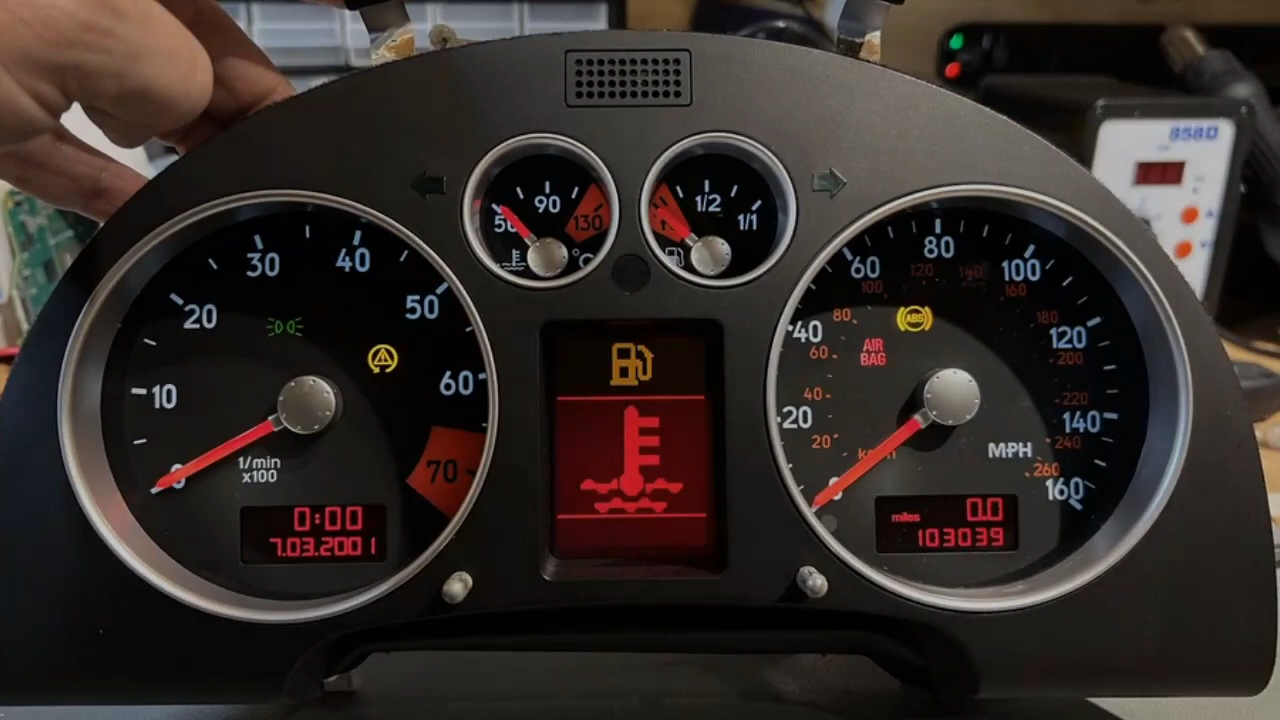 858D
50 90 130 °C
1/2 1/1
10 20 30 40 50 60 70
1/min
x100
0:00
7.03.2001
20 40 60 80 100 120 140 160
20 40 60 80 100 120 140 160 180 200 220 240 260
ABS
AIR
BAG
MPH
miles 0.0
103039